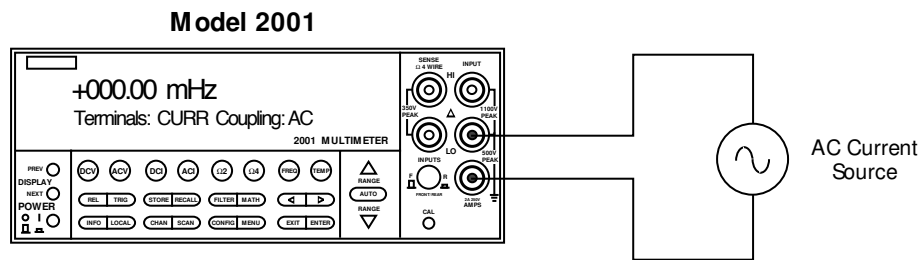 Model 2001
SENSE
Ω 4 WIRE
INPUT
HI
350V
PEAK
1100V
PEAK
LO
500V
PEAK
INPUTS
F
R
FRONT/REAR
2A 250V
AMPS
CAL
+000.00 mHz
Terminals: CURR Coupling: AC
2001 MULTIMETER
PREV
DISPLAY
NEXT
POWER
O I
DCV ACV DCI ACI Ω2 Ω4 FREQ TEMP
REL TRIG STORE RECALL FILTER MATH
INFO LOCAL CHAN SCAN CONFIG MENU EXIT ENTER
RANGE
AUTO
RANGE
AC Current
Source